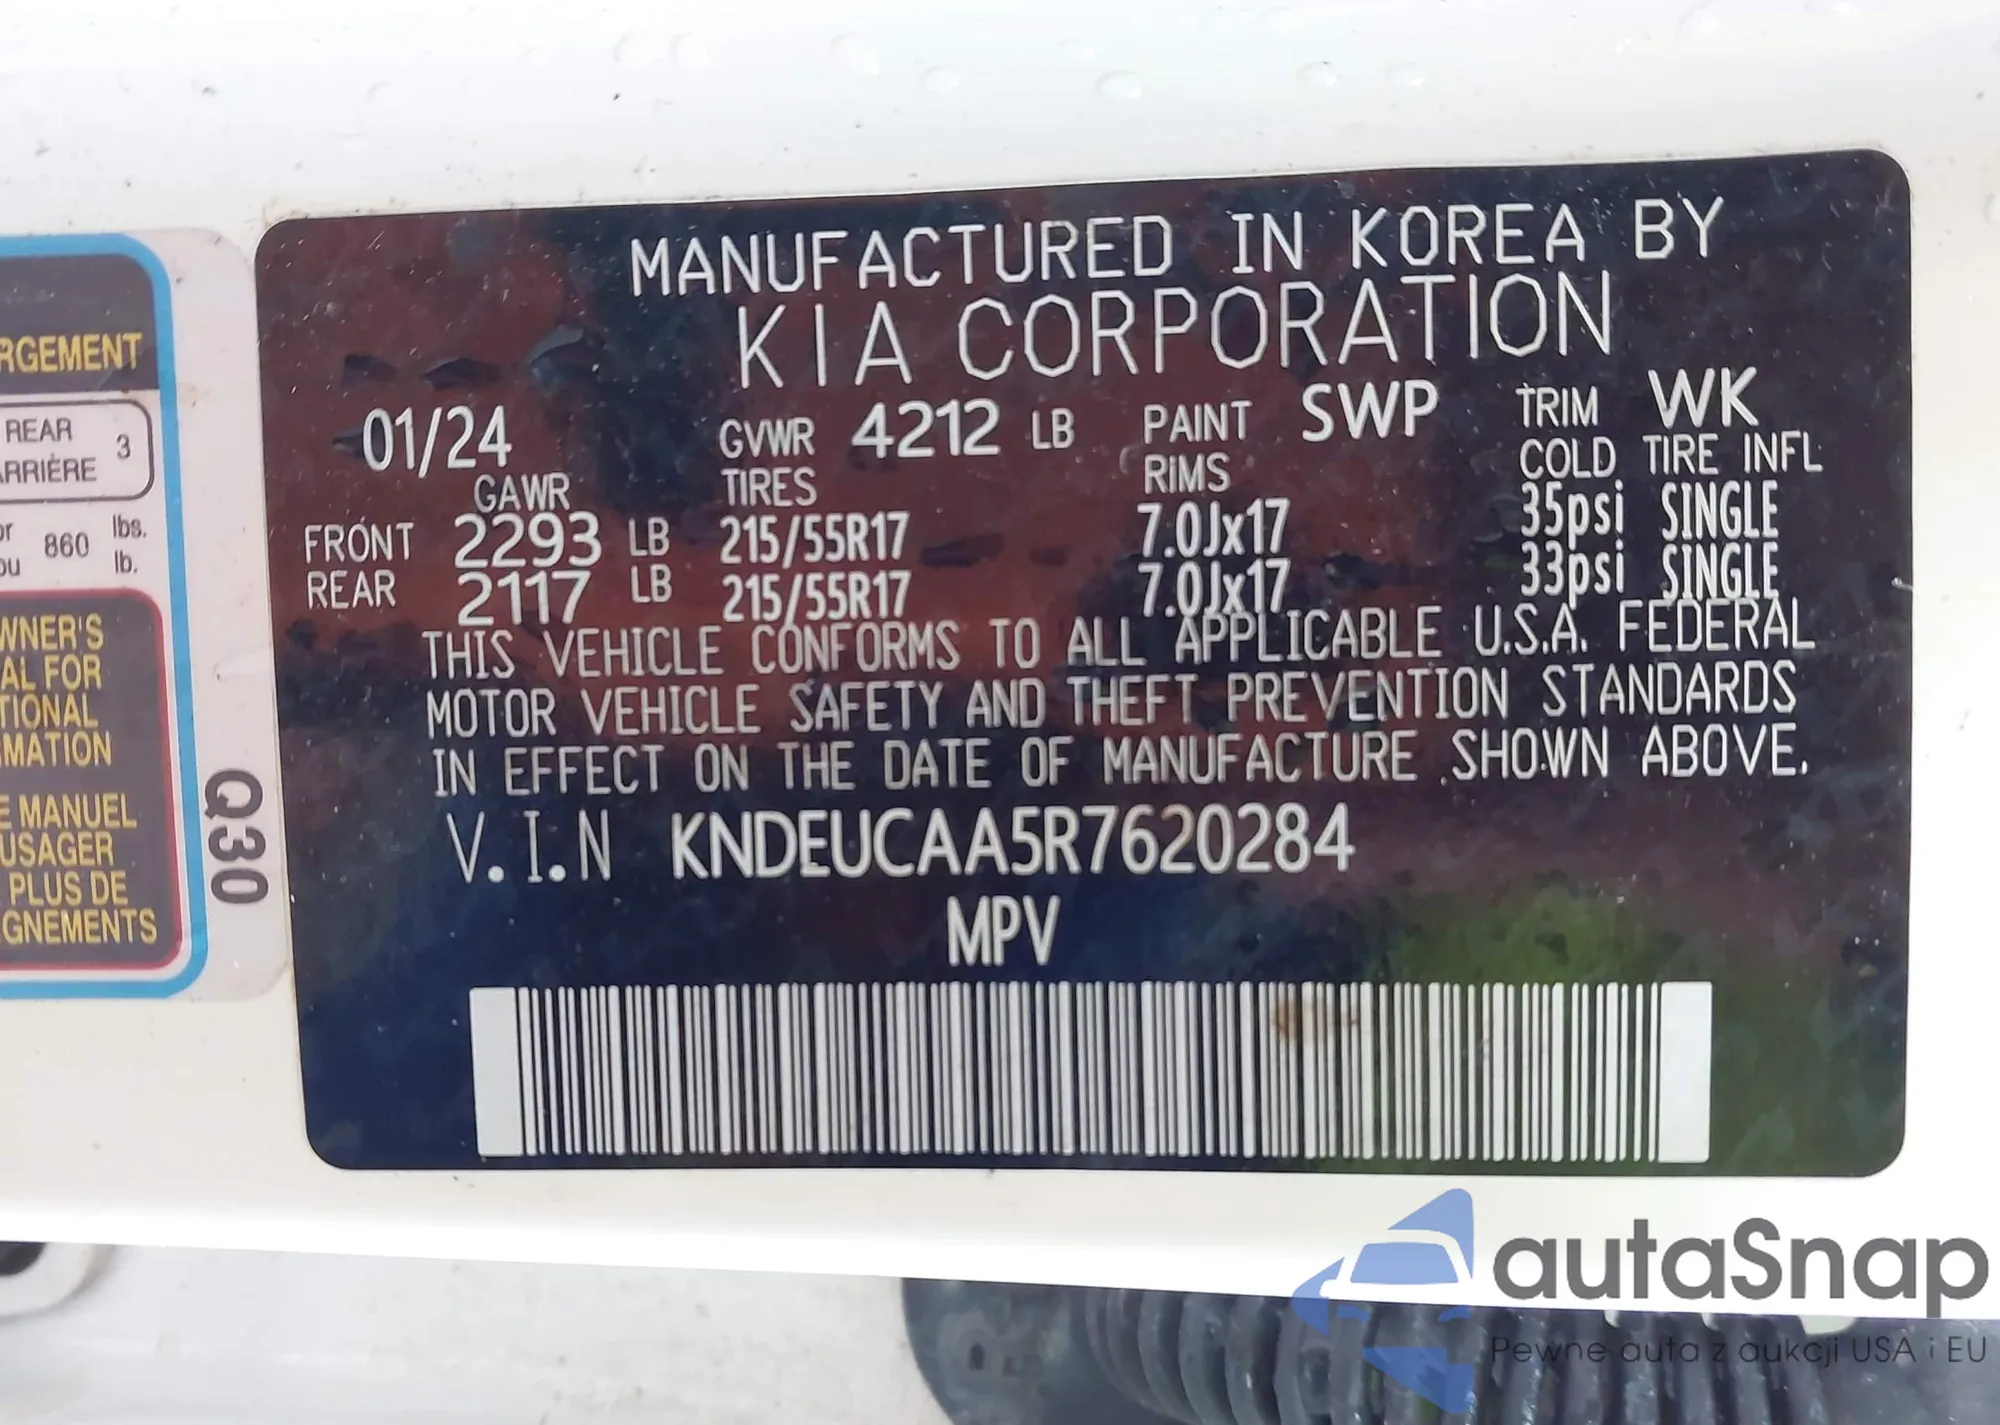 MANUFACTURED IN KOREA BY
KIA CORPORATION
01/24 GVWR 4212 LB PAINT SWP TRIM WK
GAWR TIRES RIMS COLD TIRE INFL
FRONT 2293 LB 215/55R17 7.0Jx17 35psi SINGLE
REAR 2117 LB 215/55R17 7.0Jx17 33psi SINGLE
THIS VEHICLE CONFORMS TO ALL APPLICABLE U.S.A. FEDERAL
MOTOR VEHICLE SAFETY AND THEFT PREVENTION STANDARDS
IN EFFECT ON THE DATE OF MANUFACTURE SHOWN ABOVE.
V.I.N KNDEUCAA5R7620284
MPV
RGEMENT
REAR 3
ARRIÈRE
or 860 lbs.
ou lb.
WNER'S
AL FOR
TIONAL
RMATION
E MANUEL
USAGER
PLUS DE
GNEMENTS
Q30
autaSnap
Pewne auta z aukcji USA i EU